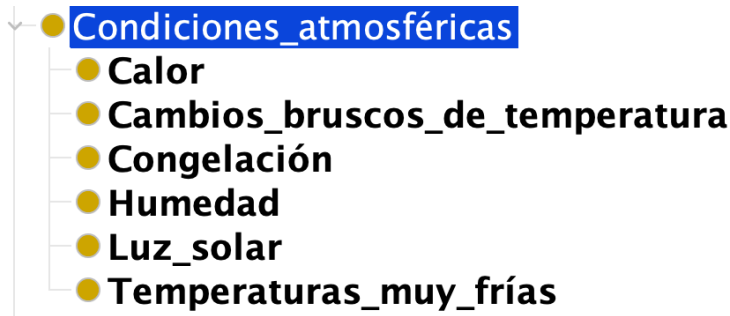 Condiciones_atmosféricas
Calor
Cambios_bruscos_de_temperatura
Congelación
Humedad
Luz_solar
Temperaturas_muy_frías